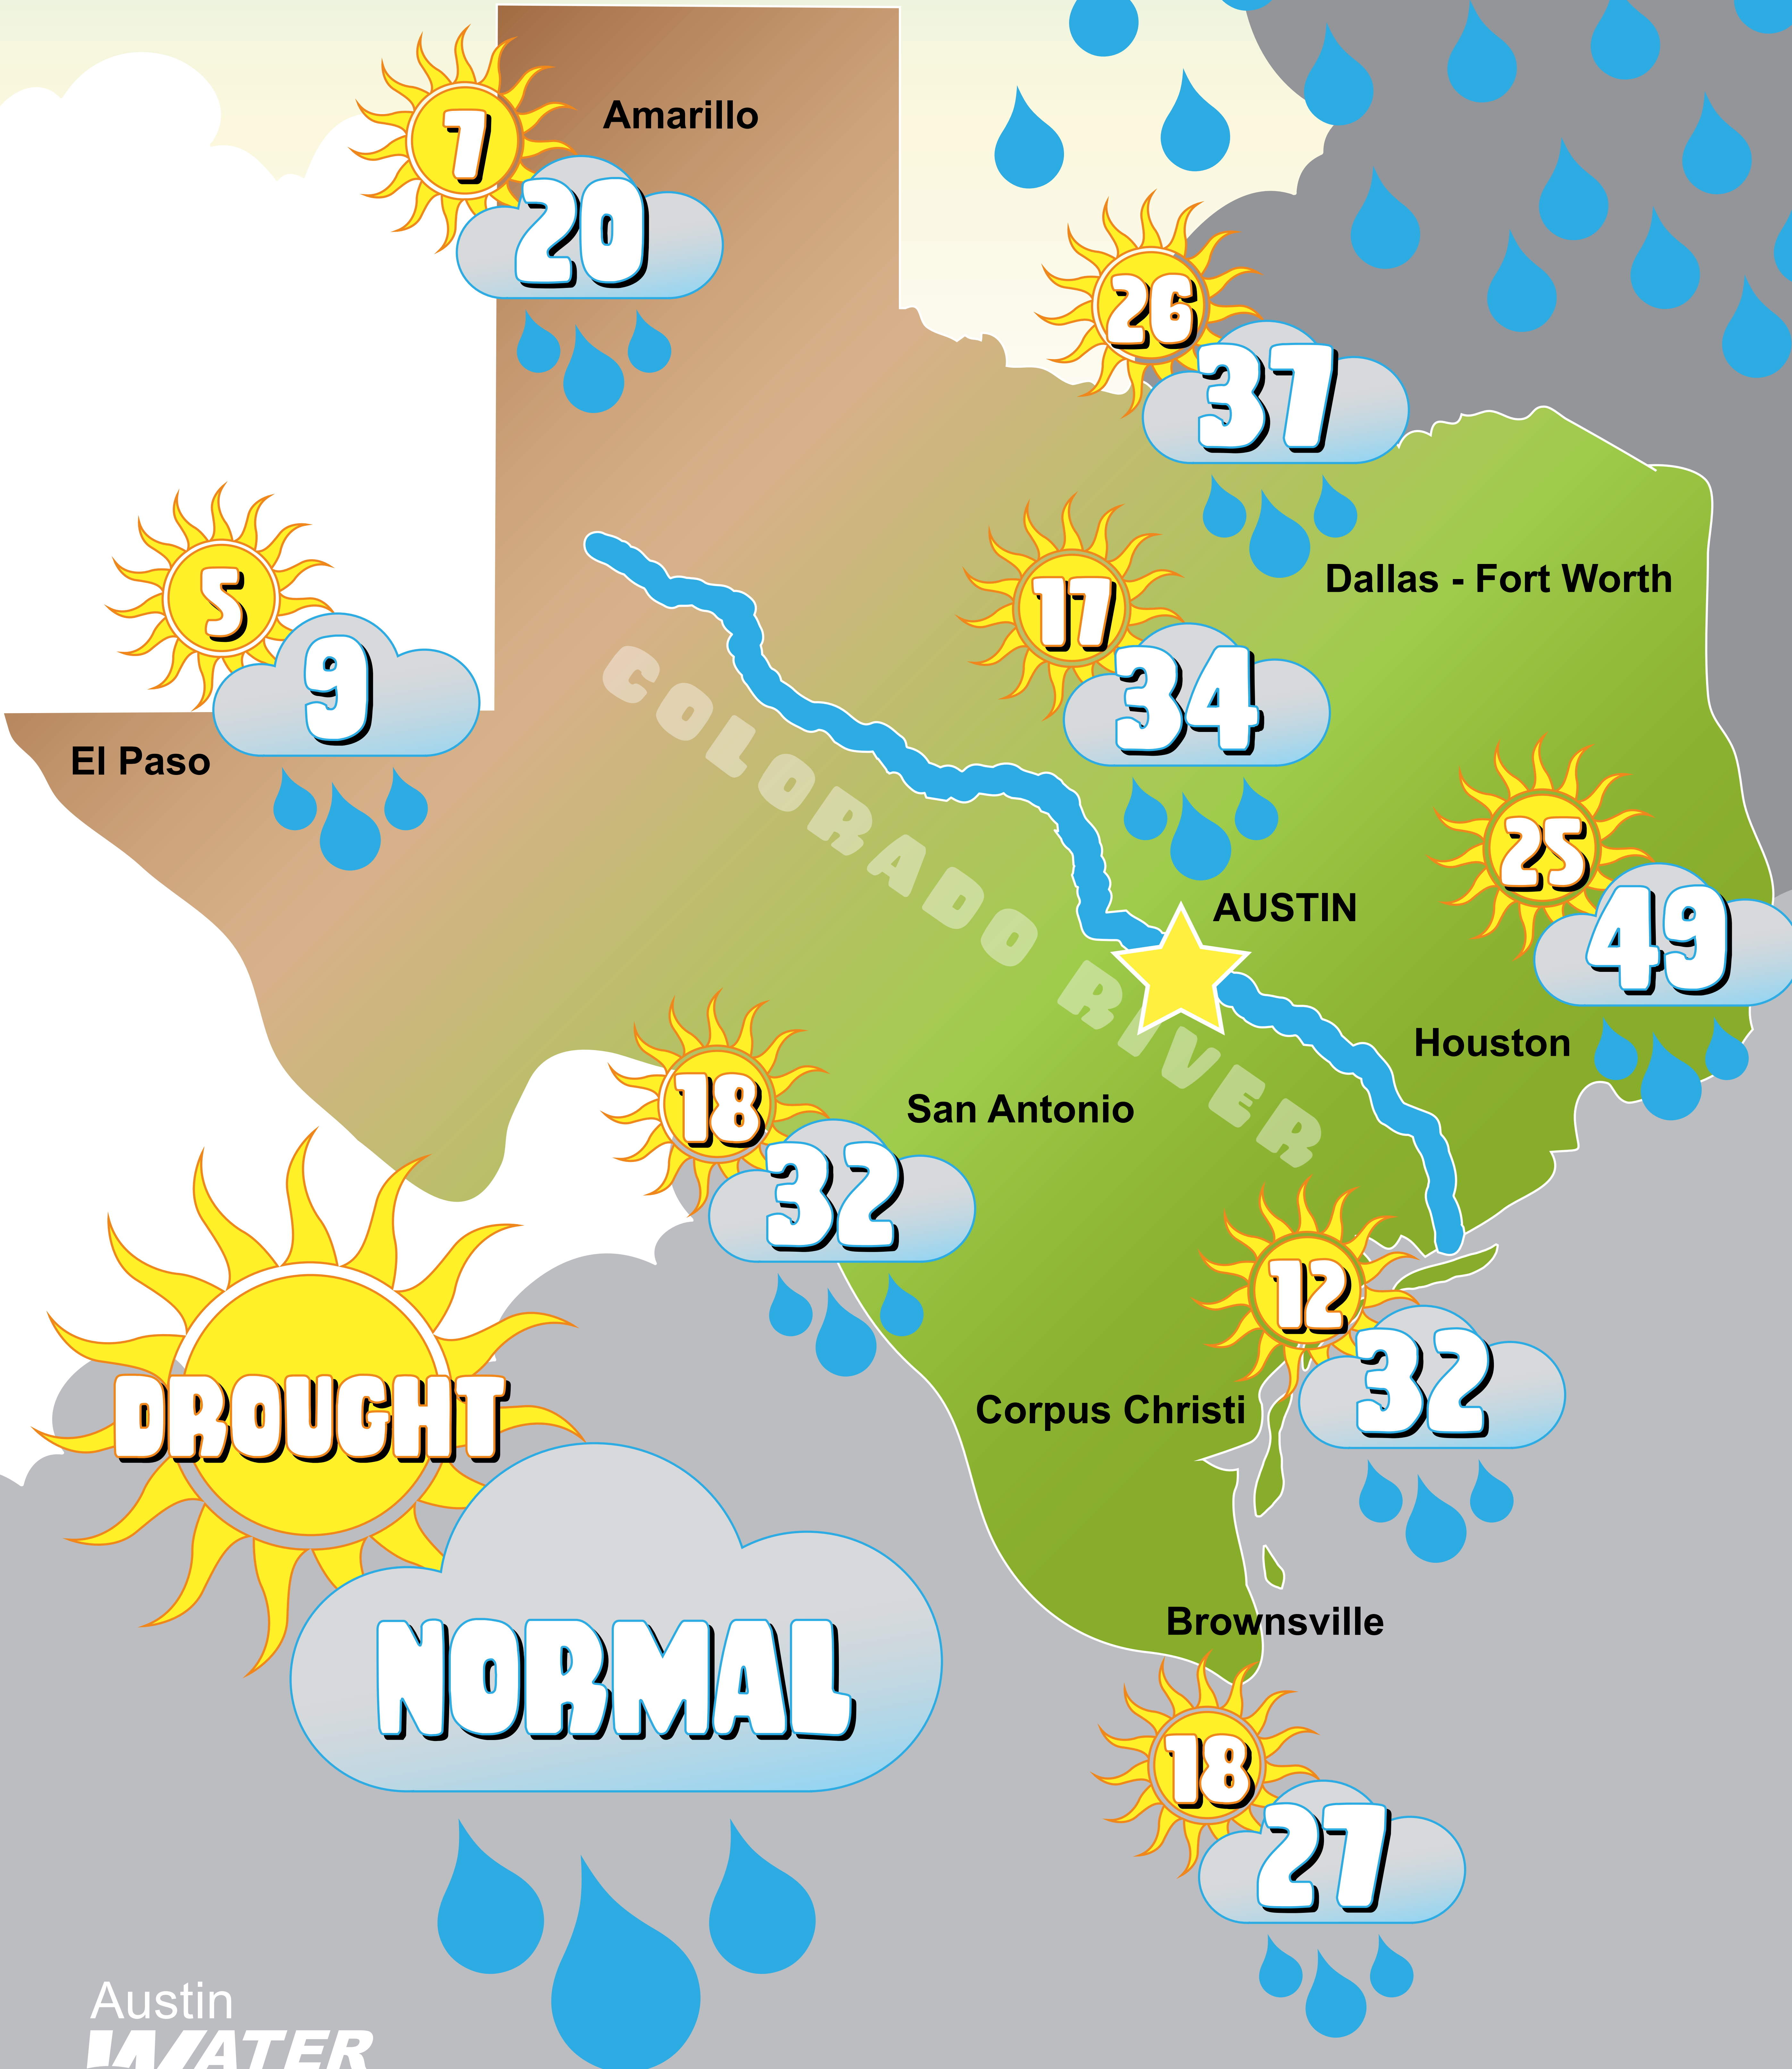 Amarillo
7
20
26
37
Dallas - Fort Worth
5
9
El Paso
17
34
AUSTIN
COLORADO RIVER
25
49
Houston
18
32
San Antonio
12
32
Corpus Christi
DROUGHT
NORMAL
Brownsville
18
27
Austin
WATER